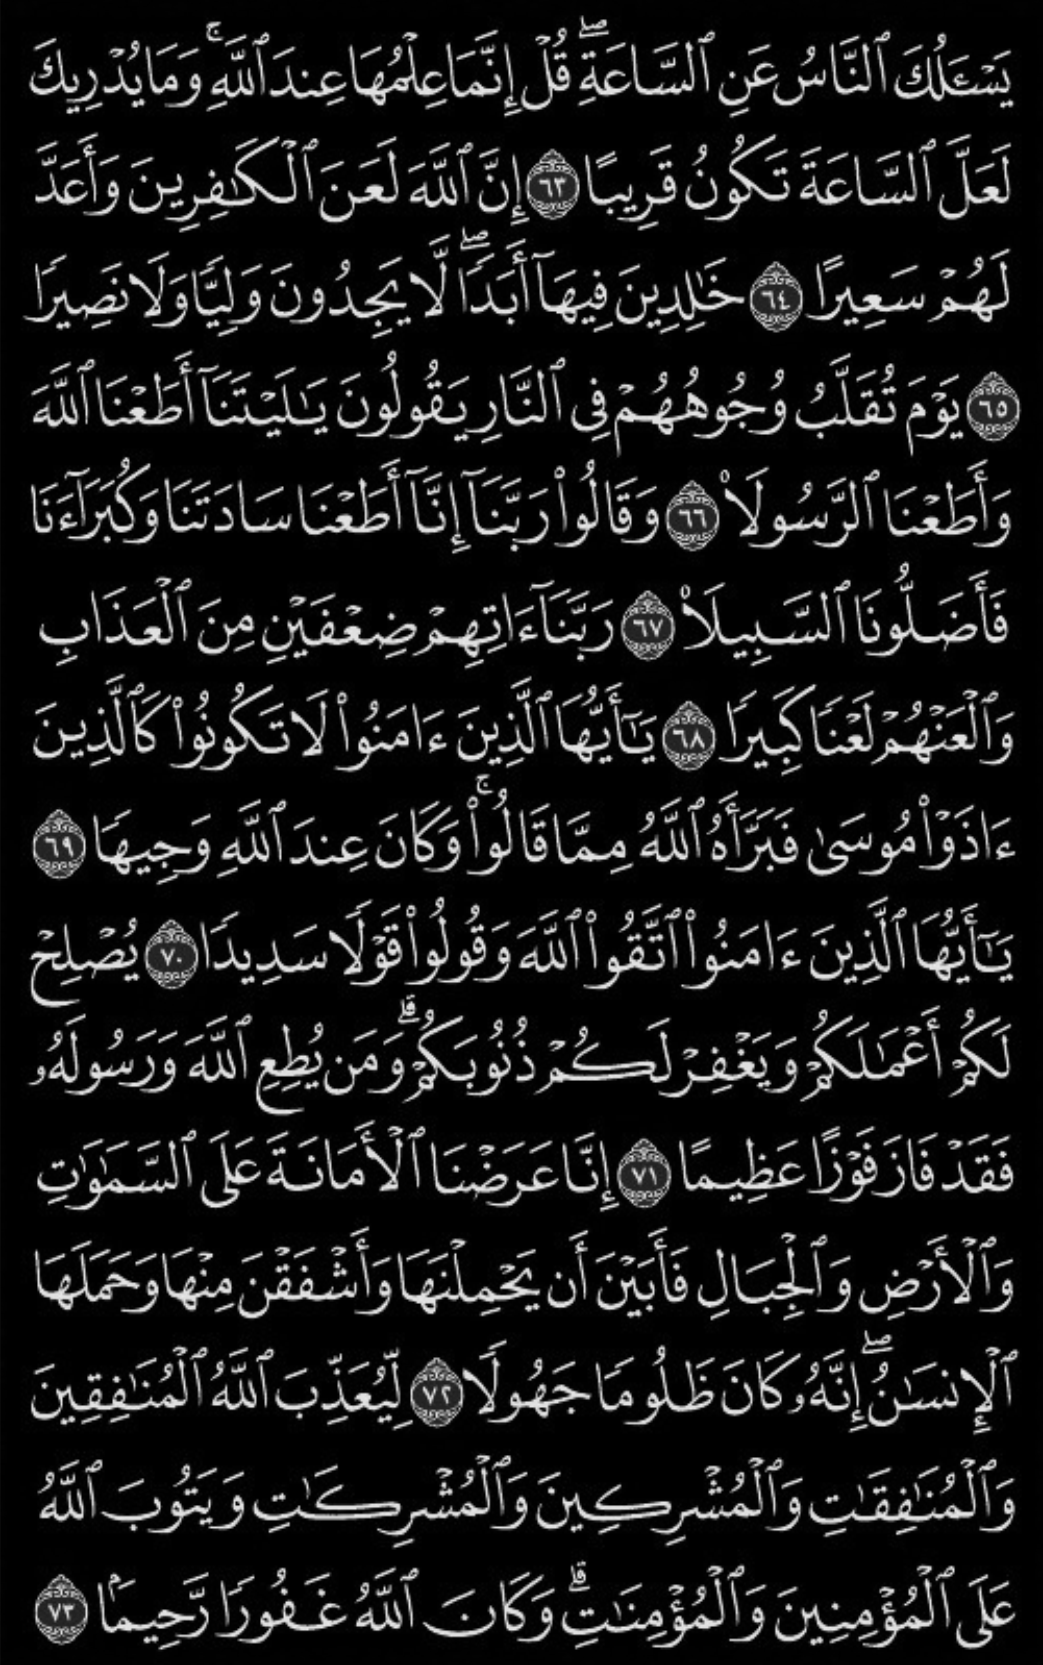 يَسْـَٔلُكَ ٱلنَّاسُ عَنِ ٱلسَّاعَةِۖ قُلْ إِنَّمَا عِلْمُهَا عِندَ ٱللَّهِۚ وَمَا يُدْرِيكَ
لَعَلَّ ٱلسَّاعَةَ تَكُونُ قَرِيبًا ٦٣ إِنَّ ٱللَّهَ لَعَنَ ٱلْكَـٰفِرِينَ وَأَعَدَّ
لَهُمْ سَعِيرًا ٦٤ خَـٰلِدِينَ فِيهَآ أَبَدًاۖ لَّا يَجِدُونَ وَلِيًّا وَلَا نَصِيرًا
٦٥ يَوْمَ تُقَلَّبُ وُجُوهُهُمْ فِى ٱلنَّارِ يَقُولُونَ يَـٰلَيْتَنَآ أَطَعْنَا ٱللَّهَ
وَأَطَعْنَا ٱلرَّسُولَا۠ ٦٦ وَقَالُوا۟ رَبَّنَآ إِنَّآ أَطَعْنَا سَادَتَنَا وَكُبَرَآءَنَا
فَأَضَلُّونَا ٱلسَّبِيلَا۠ ٦٧ رَبَّنَآ ءَاتِهِمْ ضِعْفَيْنِ مِنَ ٱلْعَذَابِ
وَٱلْعَنْهُمْ لَعْنًا كَبِيرًا ٦٨ يَـٰٓأَيُّهَا ٱلَّذِينَ ءَامَنُوا۟ لَا تَكُونُوا۟ كَٱلَّذِينَ
ءَاذَوْا۟ مُوسَىٰ فَبَرَّأَهُ ٱللَّهُ مِمَّا قَالُوا۟ۚ وَكَانَ عِندَ ٱللَّهِ وَجِيهًا ٦٩
يَـٰٓأَيُّهَا ٱلَّذِينَ ءَامَنُوا۟ ٱتَّقُوا۟ ٱللَّهَ وَقُولُوا۟ قَوْلًا سَدِيدًا ٧٠ يُصْلِحْ
لَكُمْ أَعْمَـٰلَكُمْ وَيَغْفِرْ لَكُمْ ذُنُوبَكُمْۗ وَمَن يُطِعِ ٱللَّهَ وَرَسُولَهُۥ
فَقَدْ فَازَ فَوْزًا عَظِيمًا ٧١ إِنَّا عَرَضْنَا ٱلْأَمَانَةَ عَلَى ٱلسَّمَـٰوَٰتِ
وَٱلْأَرْضِ وَٱلْجِبَالِ فَأَبَيْنَ أَن يَحْمِلْنَهَا وَأَشْفَقْنَ مِنْهَا وَحَمَلَهَا
ٱلْإِنسَـٰنُۖ إِنَّهُۥ كَانَ ظَلُومًا جَهُولًا ٧٢ لِّيُعَذِّبَ ٱللَّهُ ٱلْمُنَـٰفِقِينَ
وَٱلْمُنَـٰفِقَـٰتِ وَٱلْمُشْرِكِينَ وَٱلْمُشْرِكَـٰتِ وَيَتُوبَ ٱللَّهُ
عَلَى ٱلْمُؤْمِنِينَ وَٱلْمُؤْمِنَـٰتِۗ وَكَانَ ٱللَّهُ غَفُورًا رَّحِيمًۢا ٧٣